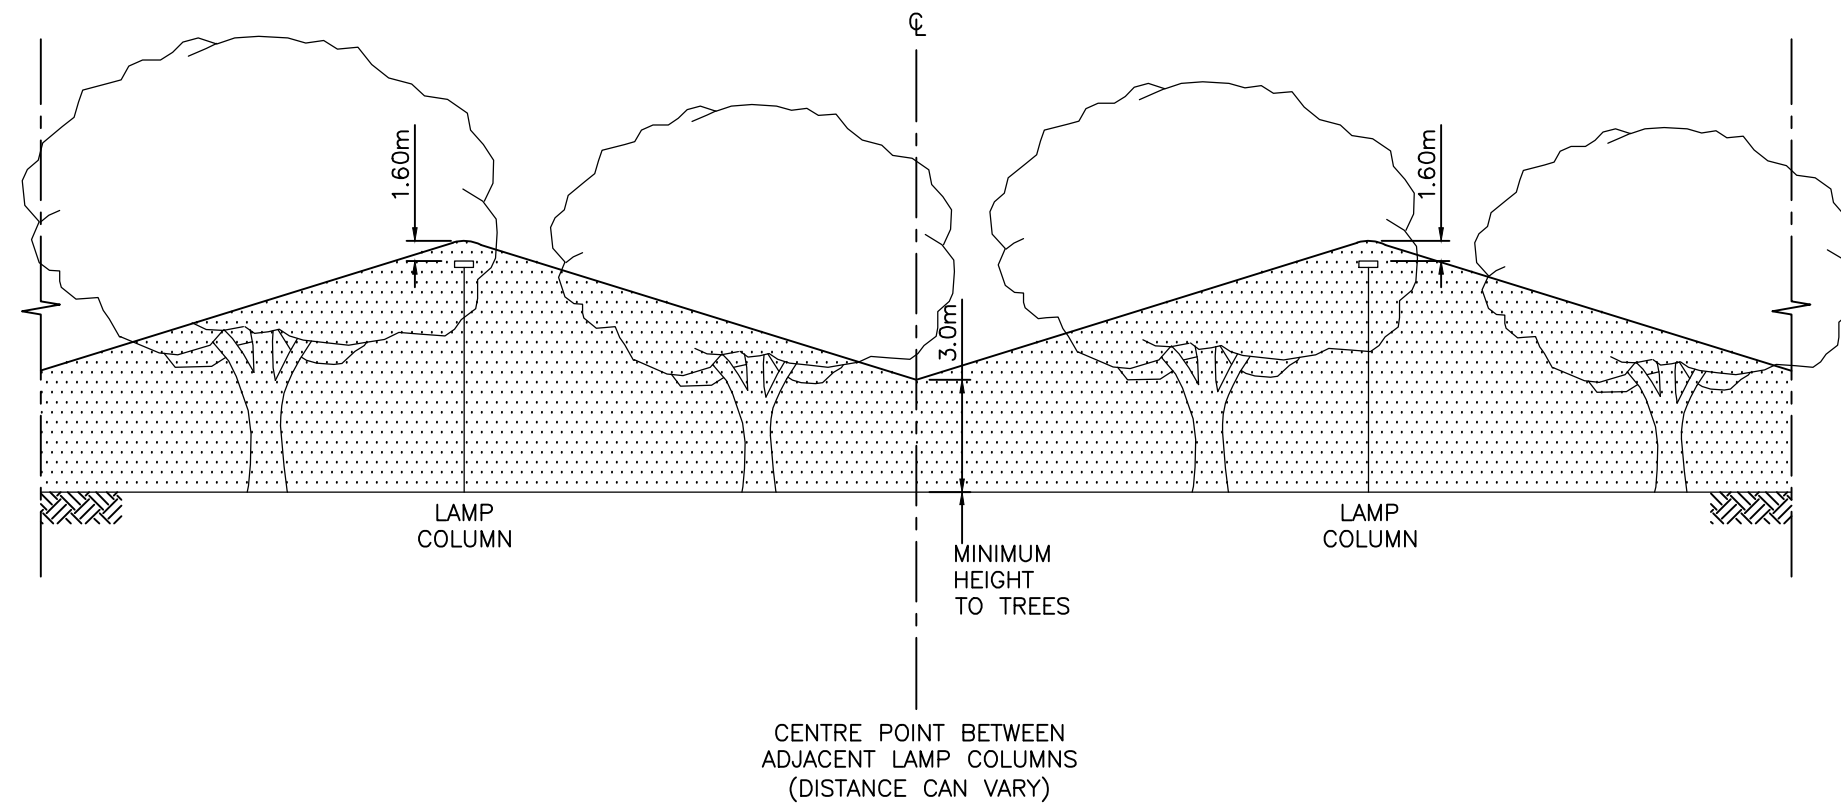 ℄
1.60m
1.60m
3.0m
LAMP
COLUMN
LAMP
COLUMN
MINIMUM
HEIGHT
TO TREES
CENTRE POINT BETWEEN
ADJACENT LAMP COLUMNS
(DISTANCE CAN VARY)